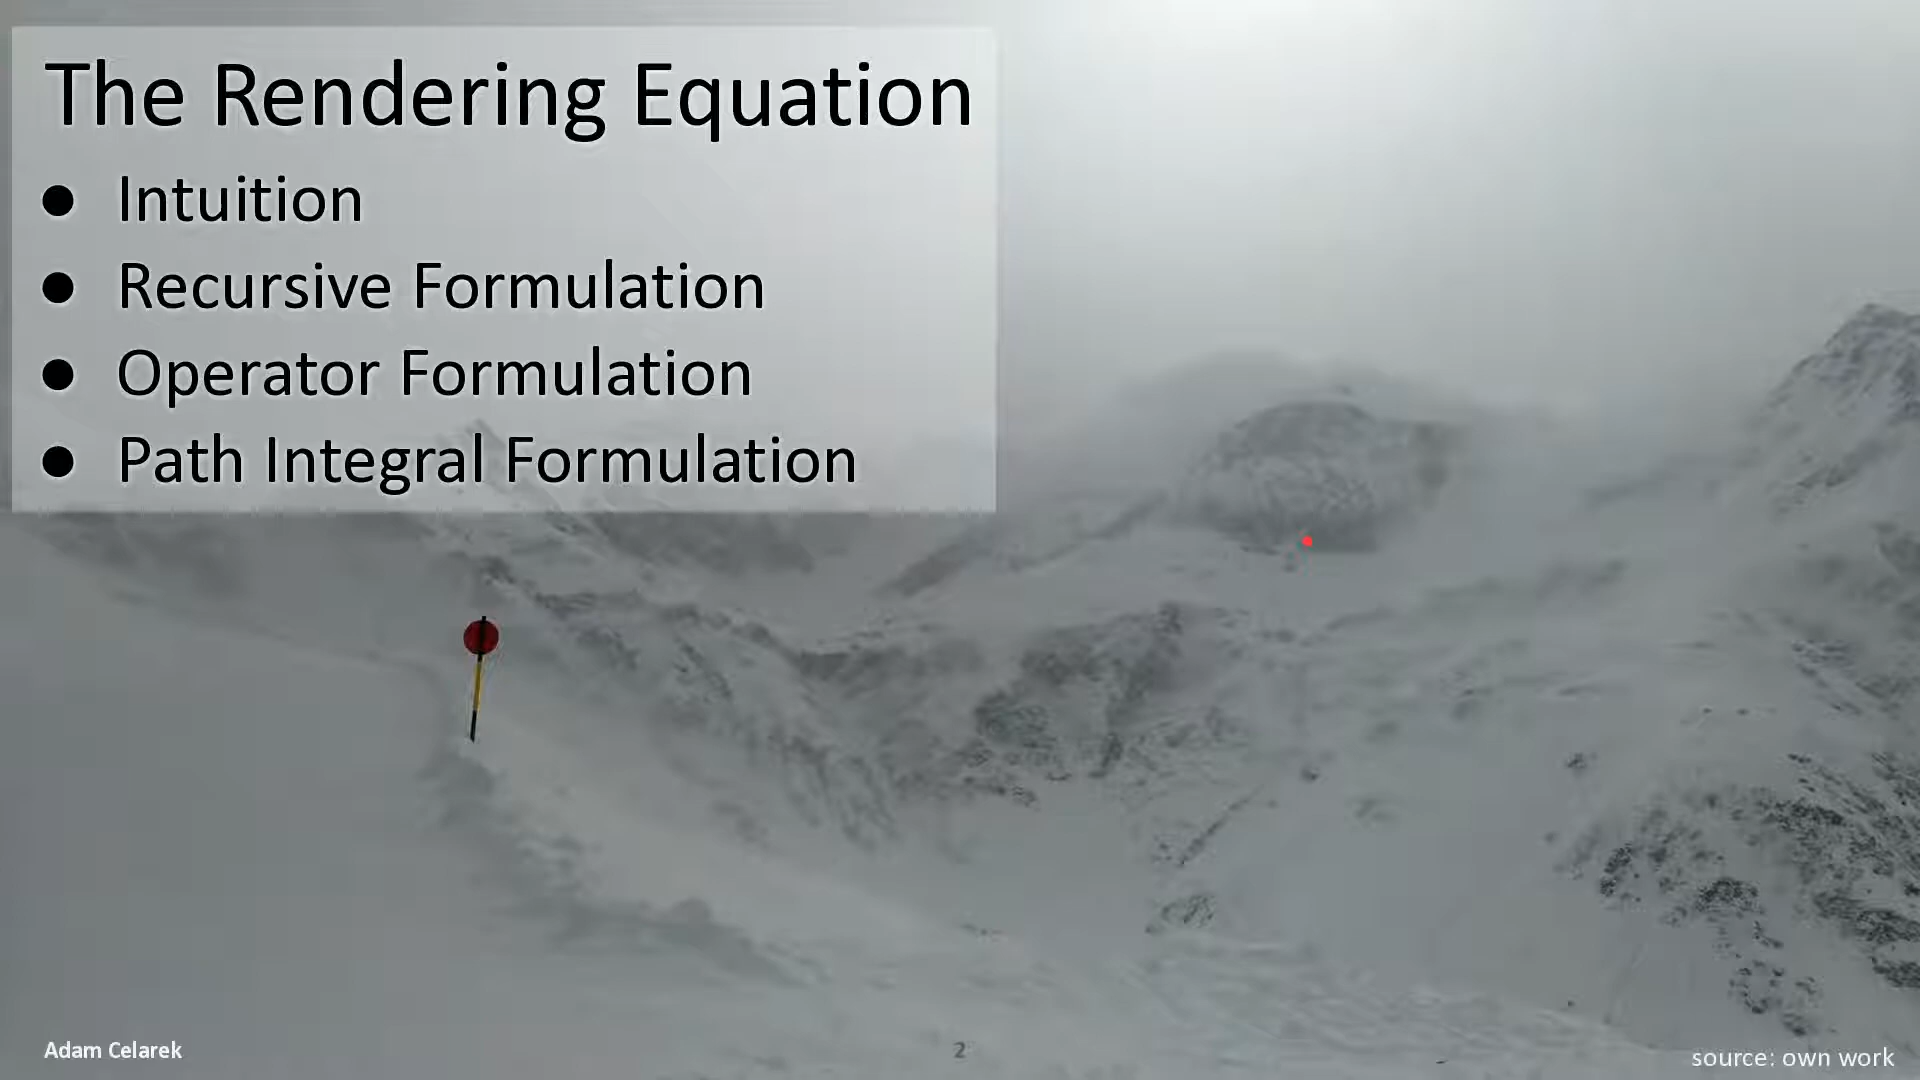 The Rendering Equation
● Intuition
● Recursive Formulation
● Operator Formulation
● Path Integral Formulation
Adam Celarek
2
source: own work